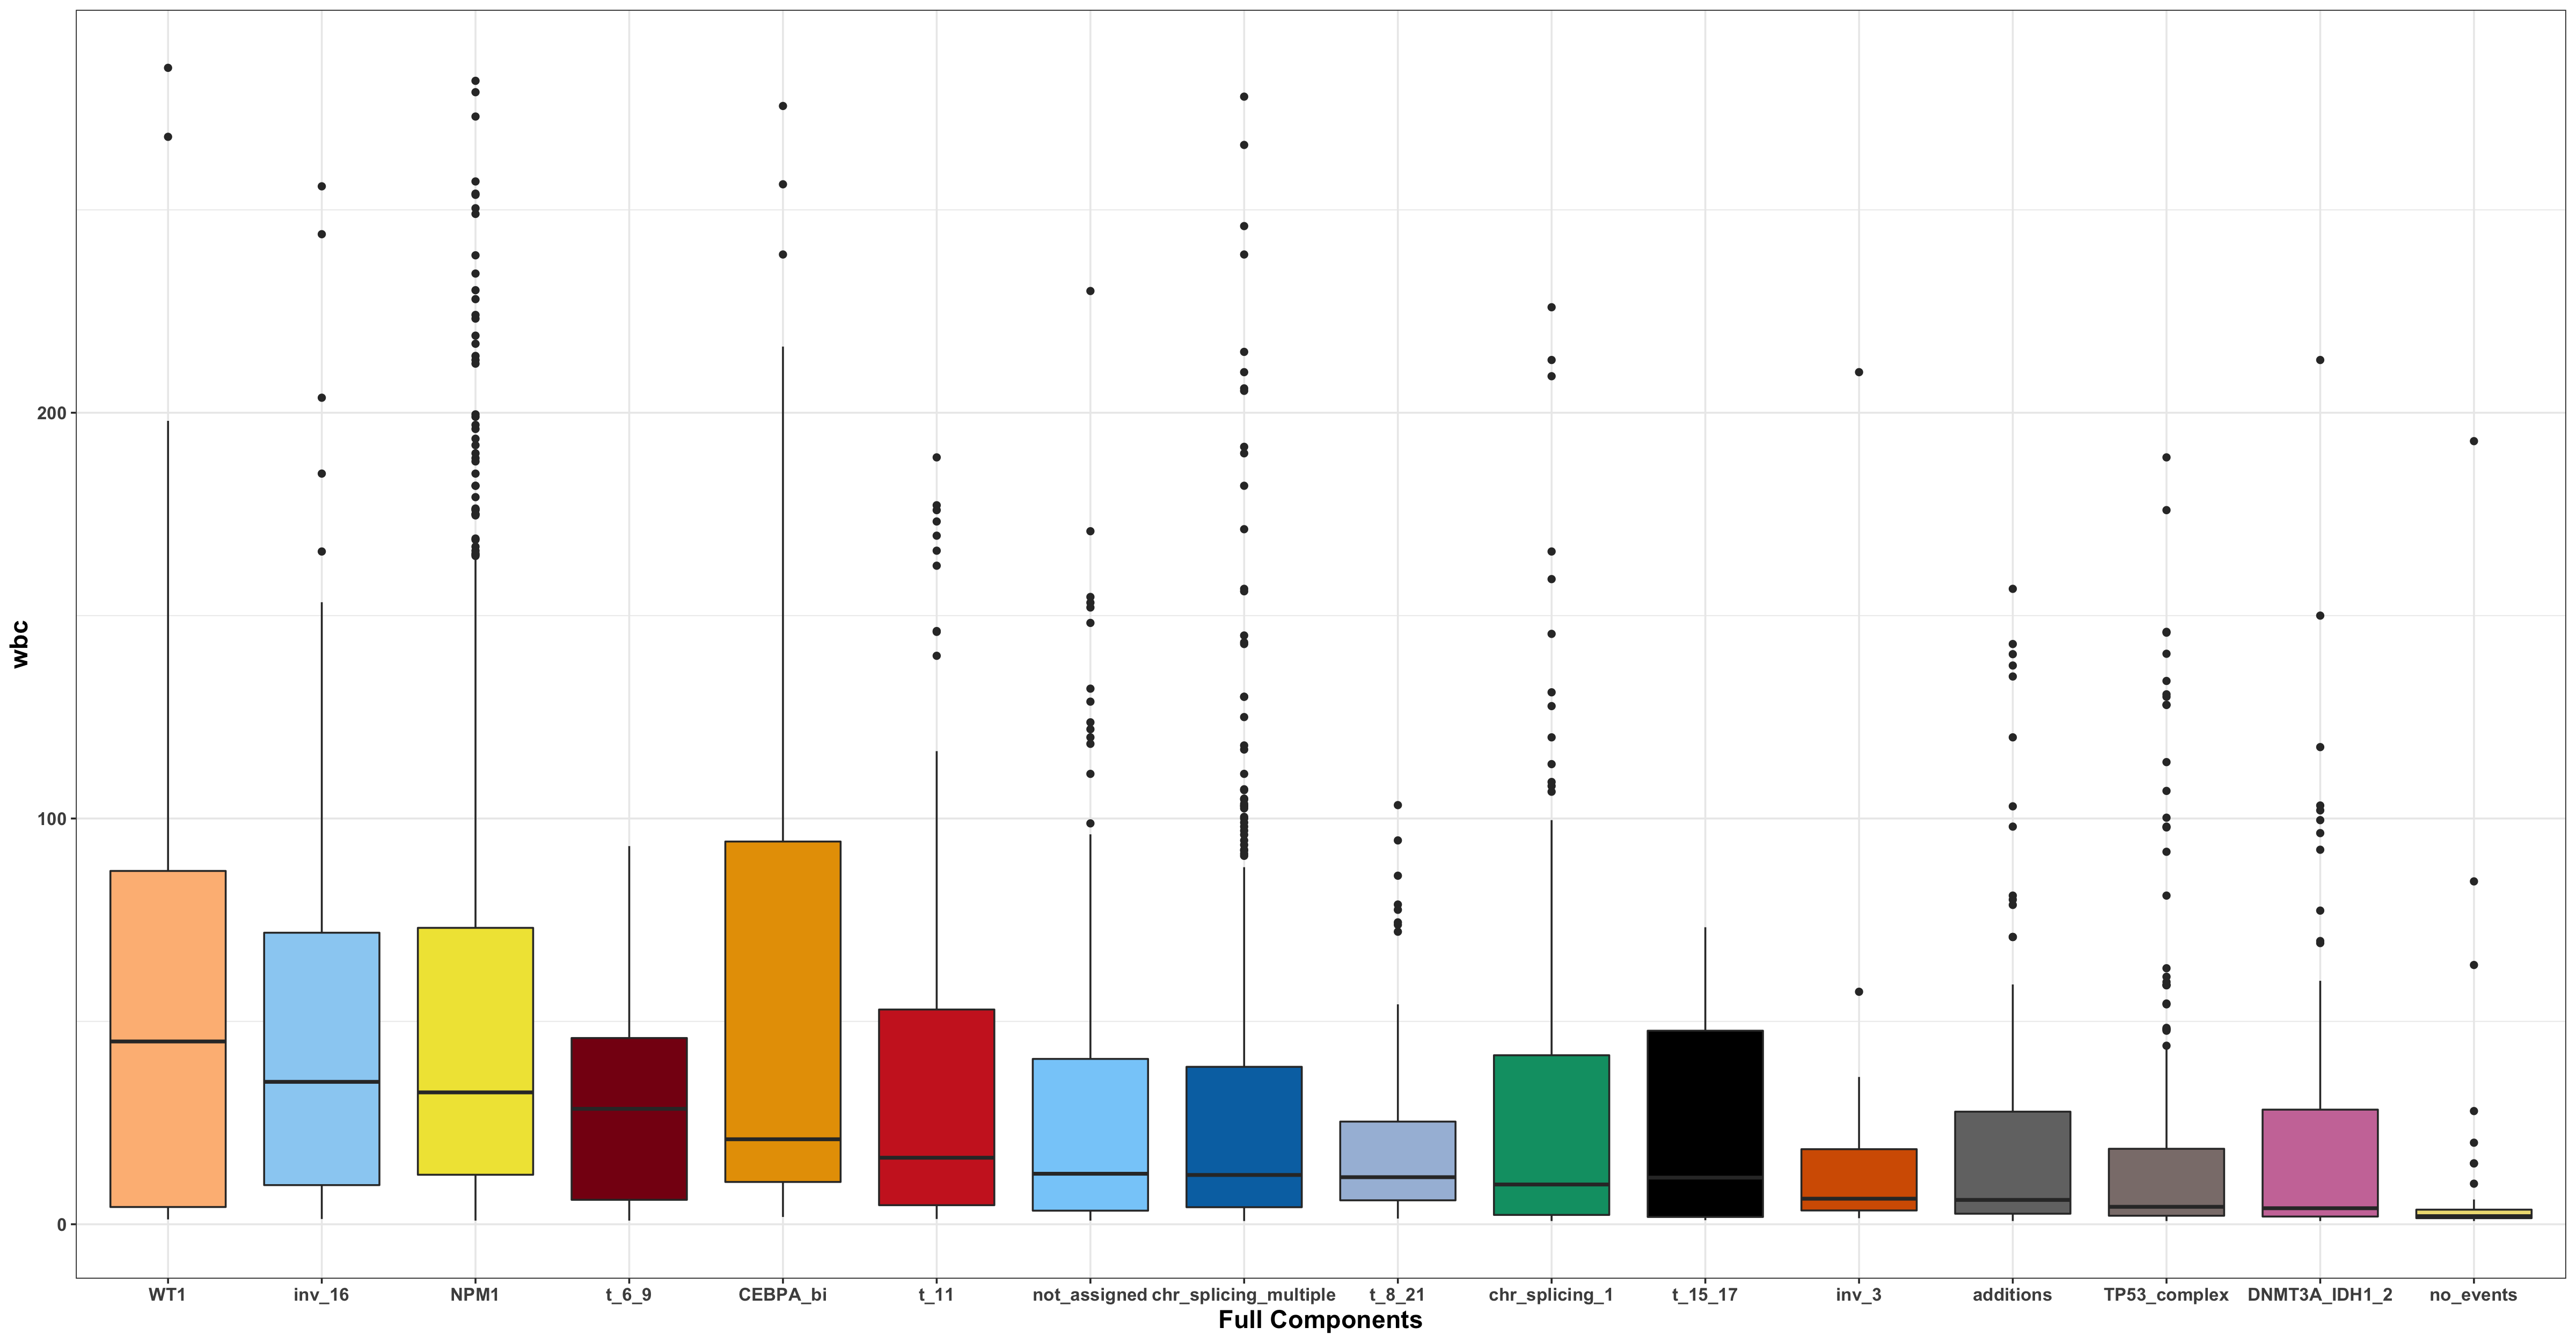 wbc
200
100
0
WT1 inv_16 NPM1 t_6_9 CEBPA_bi t_11 not_assigned chr_splicing_multiple t_8_21 chr_splicing_1 t_15_17 inv_3 additions TP53_complex DNMT3A_IDH1_2 no_events
Full Components